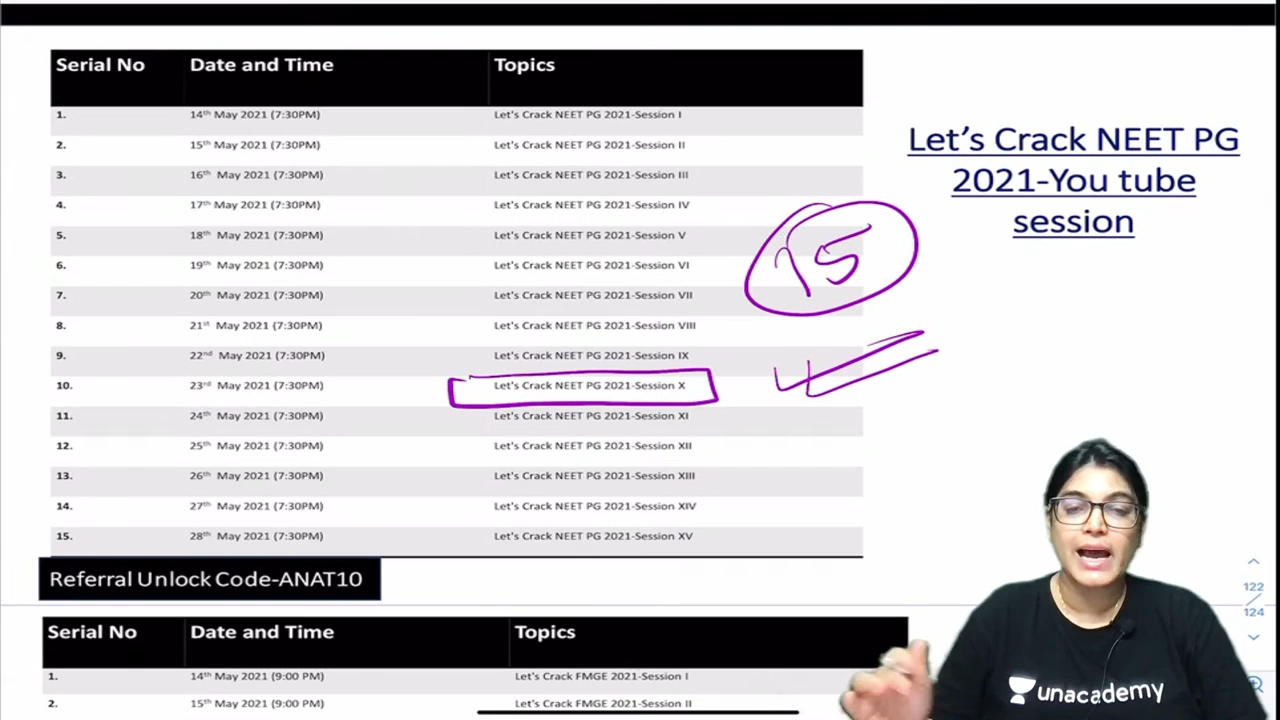 Serial No Date and Time Topics
1. 14th May 2021 (7:30PM) Let's Crack NEET PG 2021-Session I
2. 15th May 2021 (7:30PM) Let's Crack NEET PG 2021-Session II
3. 16th May 2021 (7:30PM) Let's Crack NEET PG 2021-Session III
4. 17th May 2021 (7:30PM) Let's Crack NEET PG 2021-Session IV
5. 18th May 2021 (7:30PM) Let's Crack NEET PG 2021-Session V
6. 19th May 2021 (7:30PM) Let's Crack NEET PG 2021-Session VI
7. 20th May 2021 (7:30PM) Let's Crack NEET PG 2021-Session VII
8. 21st May 2021 (7:30PM) Let's Crack NEET PG 2021-Session VIII
9. 22nd May 2021 (7:30PM) Let's Crack NEET PG 2021-Session IX
10. 23rd May 2021 (7:30PM) Let's Crack NEET PG 2021-Session X
11. 24th May 2021 (7:30PM) Let's Crack NEET PG 2021-Session XI
12. 25th May 2021 (7:30PM) Let's Crack NEET PG 2021-Session XII
13. 26th May 2021 (7:30PM) Let's Crack NEET PG 2021-Session XIII
14. 27th May 2021 (7:30PM) Let's Crack NEET PG 2021-Session XIV
15. 28th May 2021 (7:30PM) Let's Crack NEET PG 2021-Session XV
Let's Crack NEET PG
2021-You tube
session
15
Referral Unlock Code-ANAT10
Serial No Date and Time Topics
1. 14th May 2021 (9:00 PM) Let's Crack FMGE 2021-Session I
2. 15th May 2021 (9:00 PM) Let's Crack FMGE 2021-Session II
122
124
unacademy